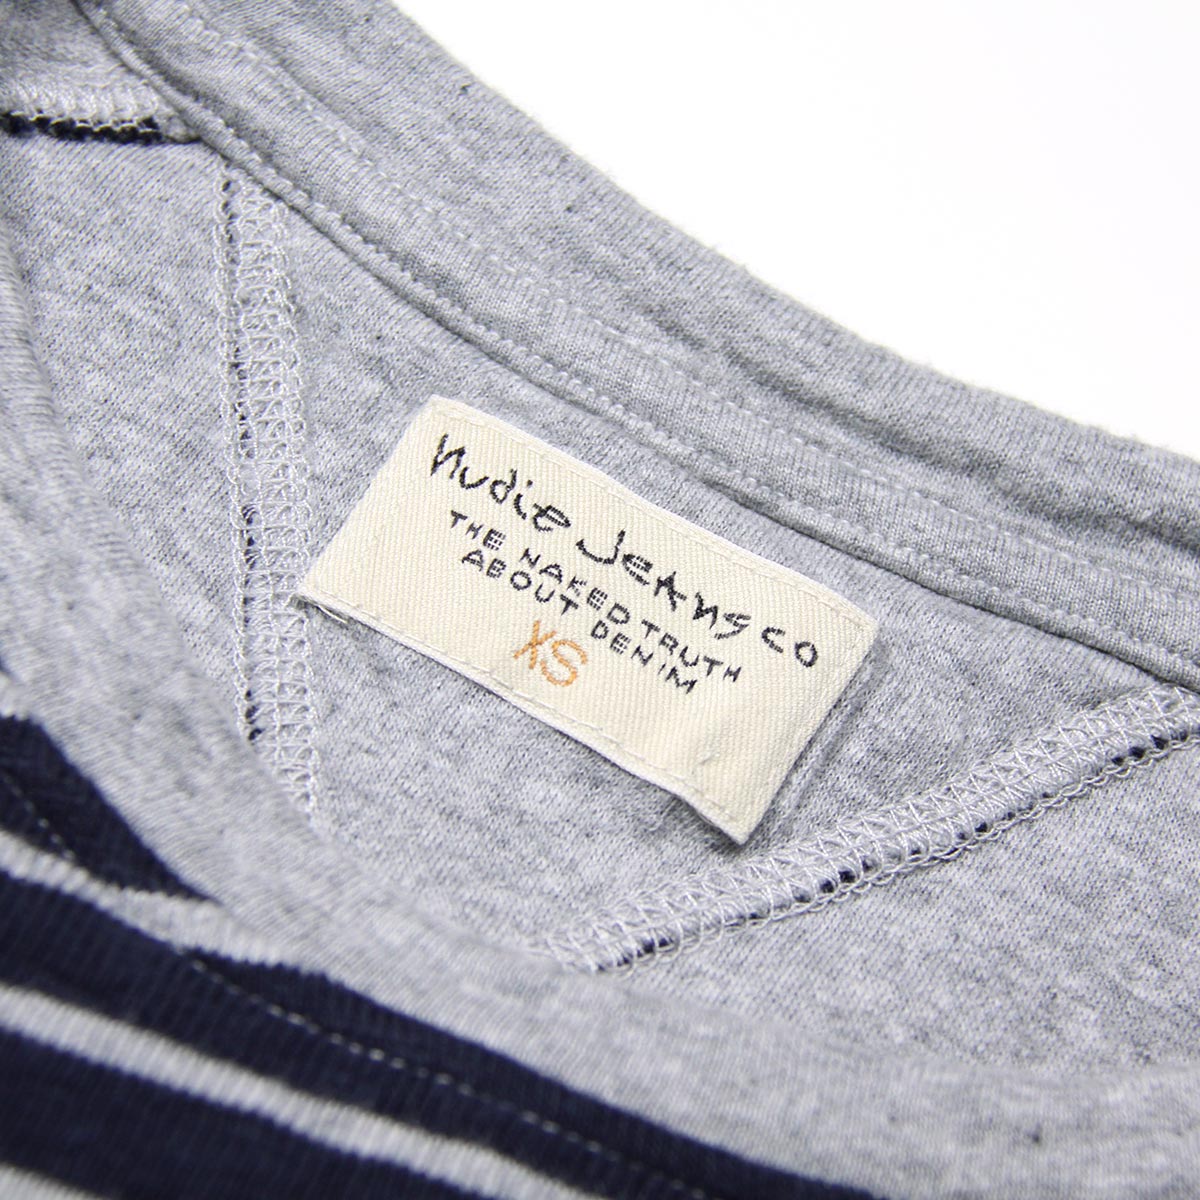 Nudie Jeans co
THE NAKED TRUTH
ABOUT DENIM
XS